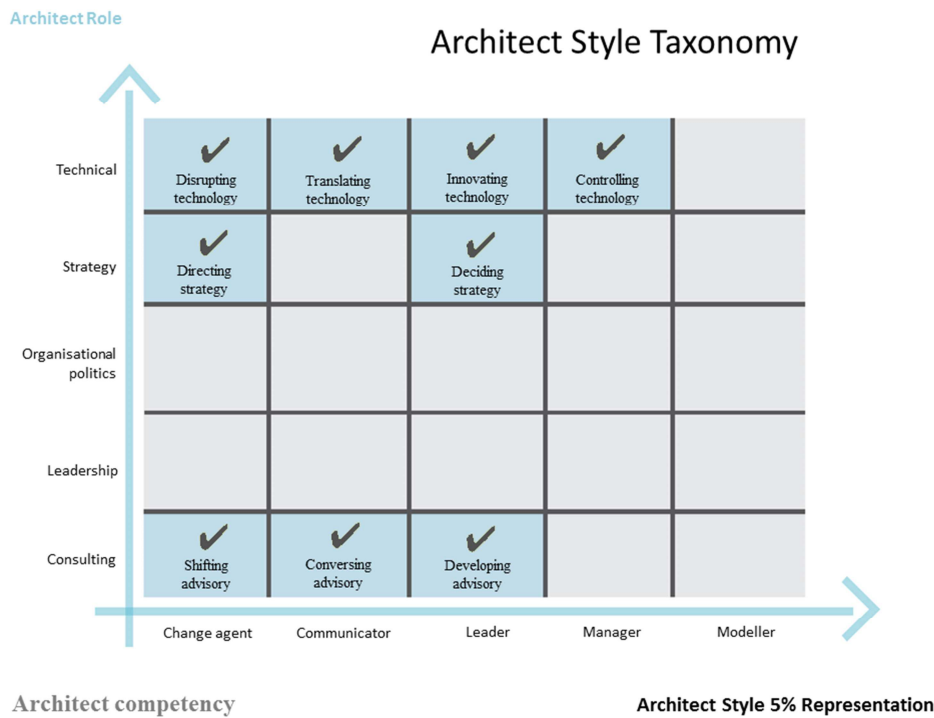 Architect Role
Architect Style Taxonomy
Technical
Disrupting
technology
Translating
technology
Innovating
technology
Controlling
technology
Strategy
Directing
strategy
Deciding
strategy
Organisational
politics
Leadership
Consulting
Shifting
advisory
Conversing
advisory
Developing
advisory
Change agent
Communicator
Leader
Manager
Modeller
Architect competency
Architect Style 5% Representation